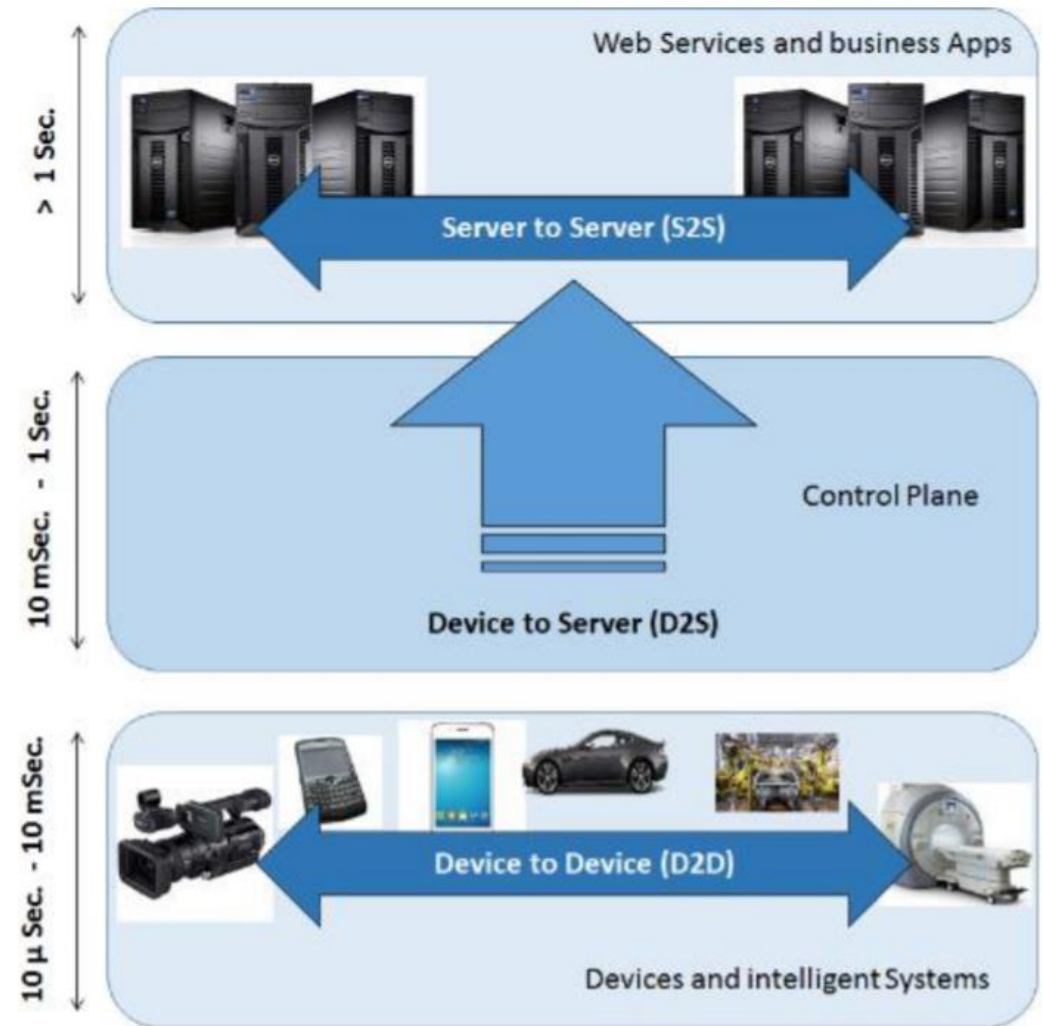 Web Services and business Apps
> 1 Sec.
Server to Server (S2S)
10 mSec. - 1 Sec.
Control Plane
Device to Server (D2S)
10 µ Sec. - 10 mSec.
Device to Device (D2D)
Devices and intelligent Systems